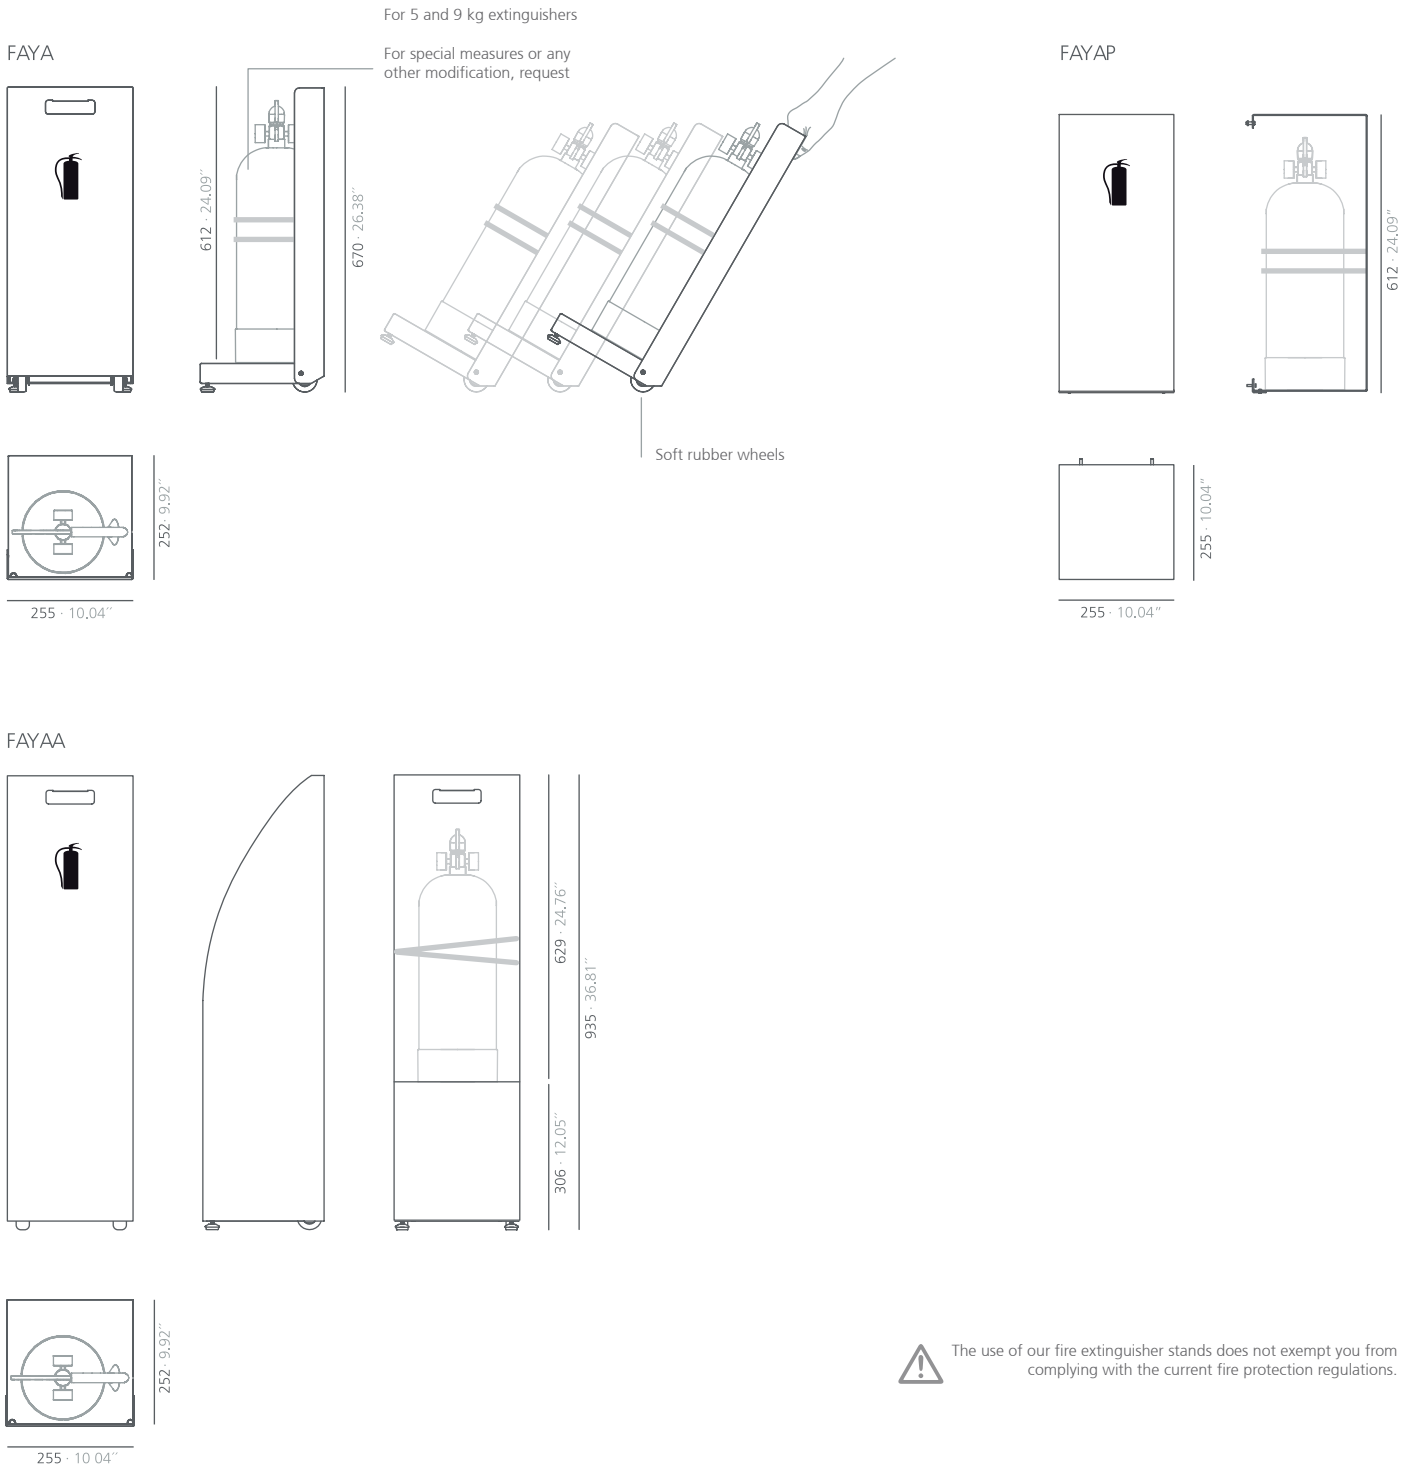 For 5 and 9 kg extinguishers
For special measures or any
other modification, request
FAYA
612 · 24.09″
670 · 26.38″
Soft rubber wheels
252 · 9.92″
255 · 10.04″
FAYAP
612 · 24.09"
255 · 10.04"
255 · 10.04"
FAYAA
629 · 24.76″
935 · 36.81″
306 · 12.05″
252 · 9.92″
255 · 10 04″
The use of our fire extinguisher stands does not exempt you from
complying with the current fire protection regulations.